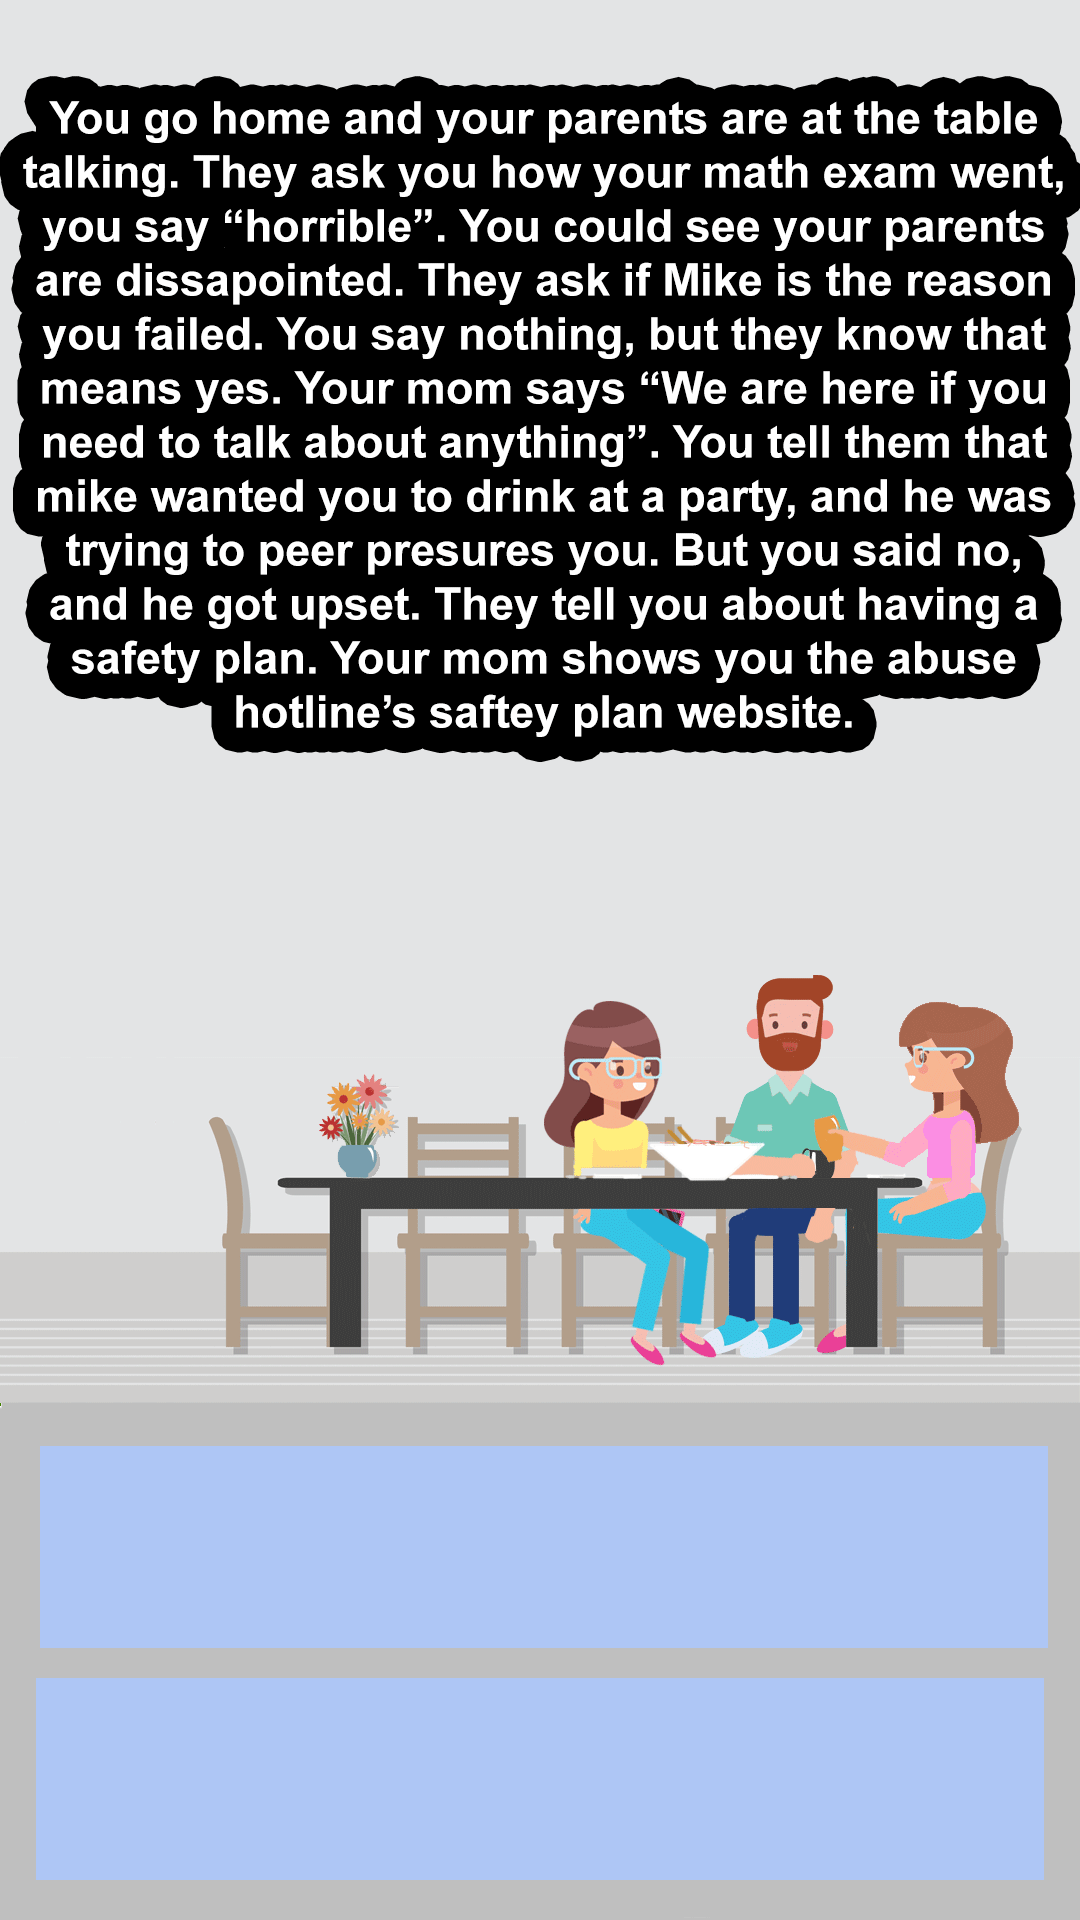 You go home and your parents are at the table
talking. They ask you how your math exam went,
you say “horrible”. You could see your parents
are dissapointed. They ask if Mike is the reason
you failed. You say nothing, but they know that
means yes. Your mom says “We are here if you
need to talk about anything”. You tell them that
mike wanted you to drink at a party, and he was
trying to peer presures you. But you said no,
and he got upset. They tell you about having a
safety plan. Your mom shows you the abuse
hotline’s saftey plan website.